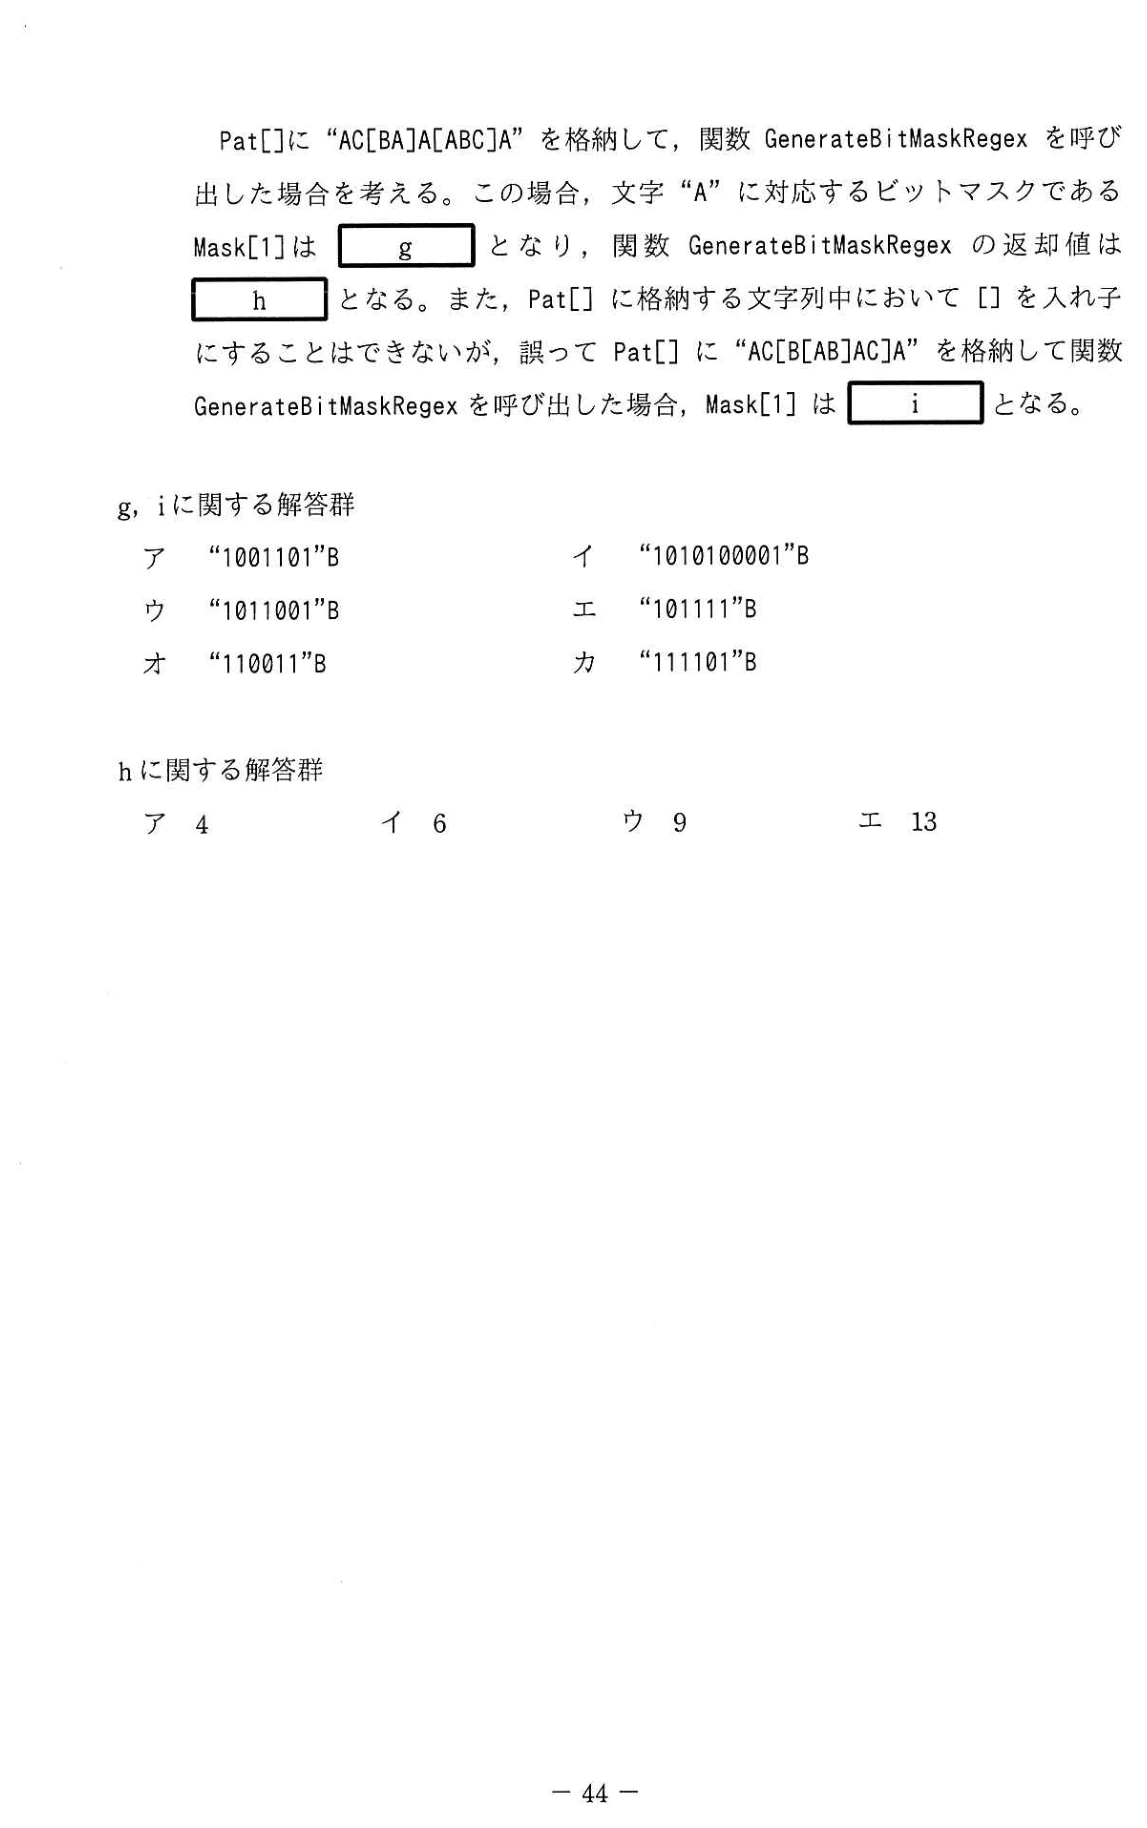 Pat[]に “AC[BA]A[ABC]A” を格納して，関数 GenerateBitMaskRegex を呼び
出した場合を考える。この場合，文字 “A” に対応するビットマスクである
Mask[1]は g となり，関数 GenerateBitMaskRegex の返却値は
h となる。また，Pat[] に格納する文字列中において [] を入れ子
にすることはできないが，誤って Pat[] に “AC[B[AB]AC]A” を格納して関数
GenerateBitMaskRegex を呼び出した場合，Mask[1] は i となる。
g，i に関する解答群
ア “1001101”B イ “1010100001”B
ウ “1011001”B エ “101111”B
オ “110011”B カ “111101”B
h に関する解答群
ア 4 イ 6 ウ 9 エ 13
－ 44 －